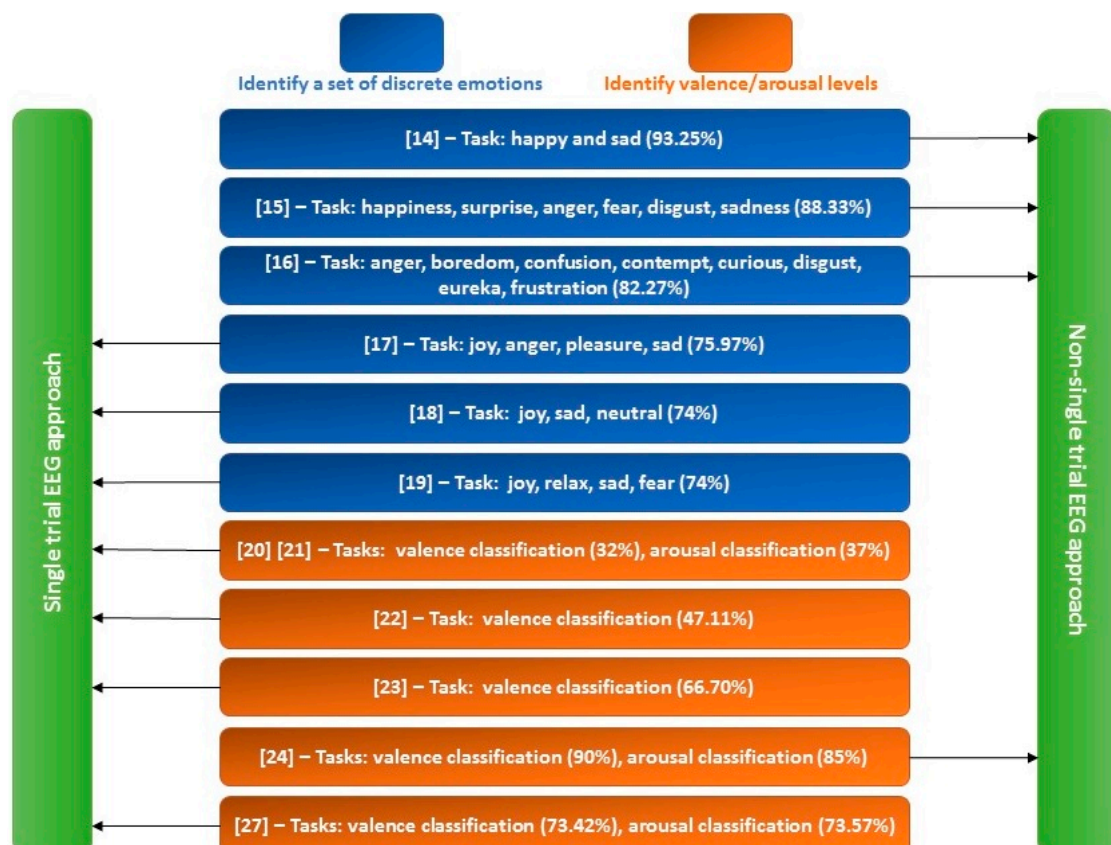 Identify a set of discrete emotions
Identify valence/arousal levels
Single trial EEG approach
[14] – Task: happy and sad (93.25%)
[15] – Task: happiness, surprise, anger, fear, disgust, sadness (88.33%)
[16] – Task: anger, boredom, confusion, contempt, curious, disgust,
eureka, frustration (82.27%)
[17] – Task: joy, anger, pleasure, sad (75.97%)
[18] – Task: joy, sad, neutral (74%)
[19] – Task: joy, relax, sad, fear (74%)
[20] [21] – Tasks: valence classification (32%), arousal classification (37%)
[22] – Task: valence classification (47.11%)
[23] – Task: valence classification (66.70%)
[24] – Tasks: valence classification (90%), arousal classification (85%)
[27] – Tasks: valence classification (73.42%), arousal classification (73.57%)
Non-single trial EEG approach